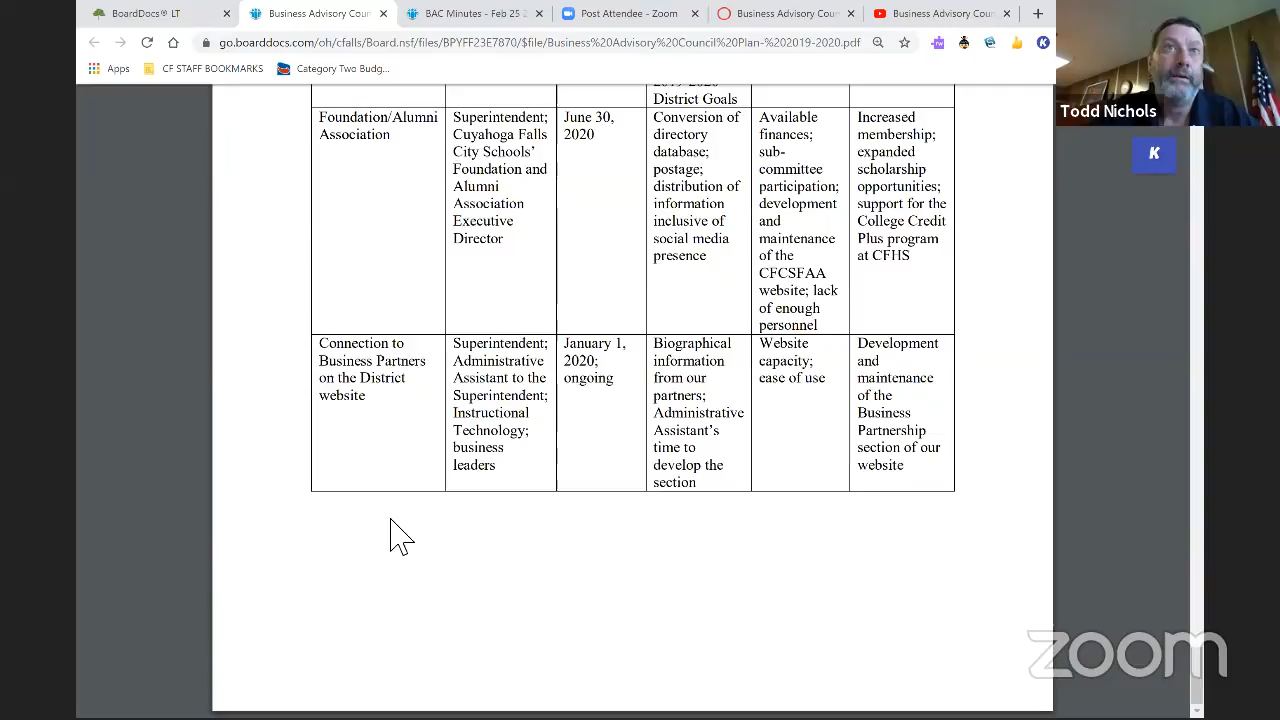 BoardDocs® LT
Business Advisory Cou
BAC Minutes - Feb 25 2
Post Attendee - Zoom
Business Advisory Cour
Business Advisory Cour
go.boarddocs.com/oh/cfalls/Board.nsf/files/BPYFF23E7870/$file/Business%20Advisory%20Council%20Plan-%202019-2020.pdf
Apps
CF STAFF BOOKMARKS
Category Two Budg...
Todd Nichols
K
2019-2020
District Goals
Foundation/Alumni
Association
Superintendent;
Cuyahoga Falls
City Schools'
Foundation and
Alumni
Association
Executive
Director
June 30,
2020
Conversion of
directory
database;
postage;
distribution of
information
inclusive of
social media
presence
Available
finances;
sub-
committee
participation;
development
and
maintenance
of the
CFCSFAA
website; lack
of enough
personnel
Increased
membership;
expanded
scholarship
opportunities;
support for the
College Credit
Plus program
at CFHS
Connection to
Business Partners
on the District
website
Superintendent;
Administrative
Assistant to the
Superintendent;
Instructional
Technology;
business
leaders
January 1,
2020;
ongoing
Biographical
information
from our
partners;
Administrative
Assistant's
time to
develop the
section
Website
capacity;
ease of use
Development
and
maintenance
of the
Business
Partnership
section of our
website
zoom